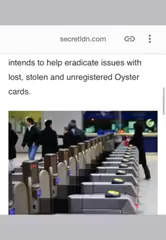 secretldn.com
intends to help eradicate issues with
lost, stolen and unregistered Oyster
cards.